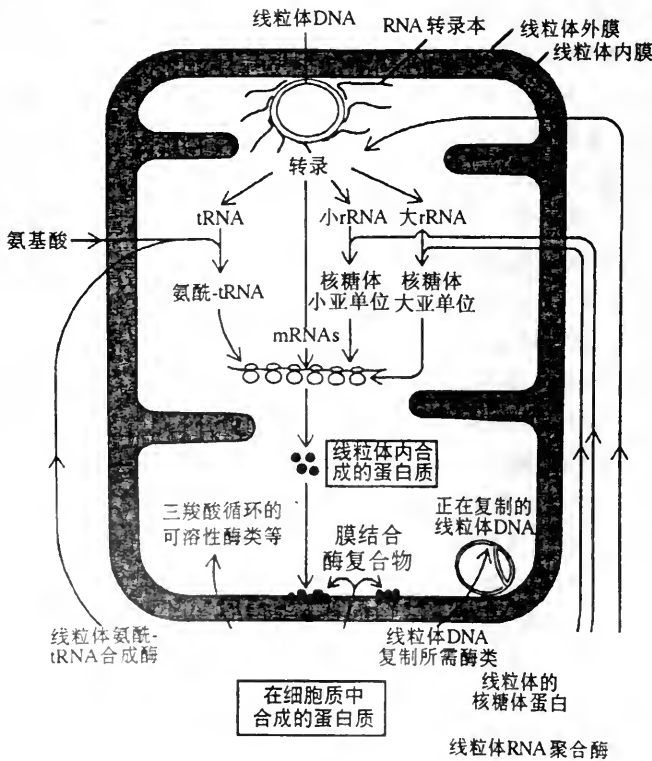 线粒体DNA
RNA转录本
线粒体外膜
线粒体内膜
转录
tRNA
小rRNA
大rRNA
氨基酸
氨酰-tRNA
核糖体
小亚单位
核糖体
大亚单位
mRNAs
线粒体内合
成的蛋白质
三羧酸循环的
可溶性酶类等
膜结合
酶复合物
正在复制的
线粒体DNA
线粒体氨酰-
tRNA合成酶
线粒体DNA
复制所需酶类
在细胞质中
合成的蛋白质
线粒体的
核糖体蛋白
线粒体RNA聚合酶